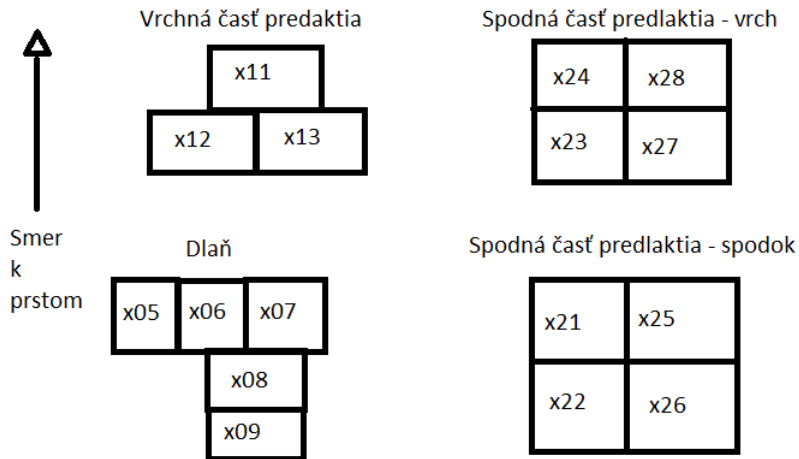 Vrchná časť predaktia
x11
x12
x13
Spodná časť predlaktia - vrch
x24
x28
x23
x27
Smer
k
prstom
Dlaň
x05
x06
x07
x08
x09
Spodná časť predlaktia - spodok
x21
x25
x22
x26